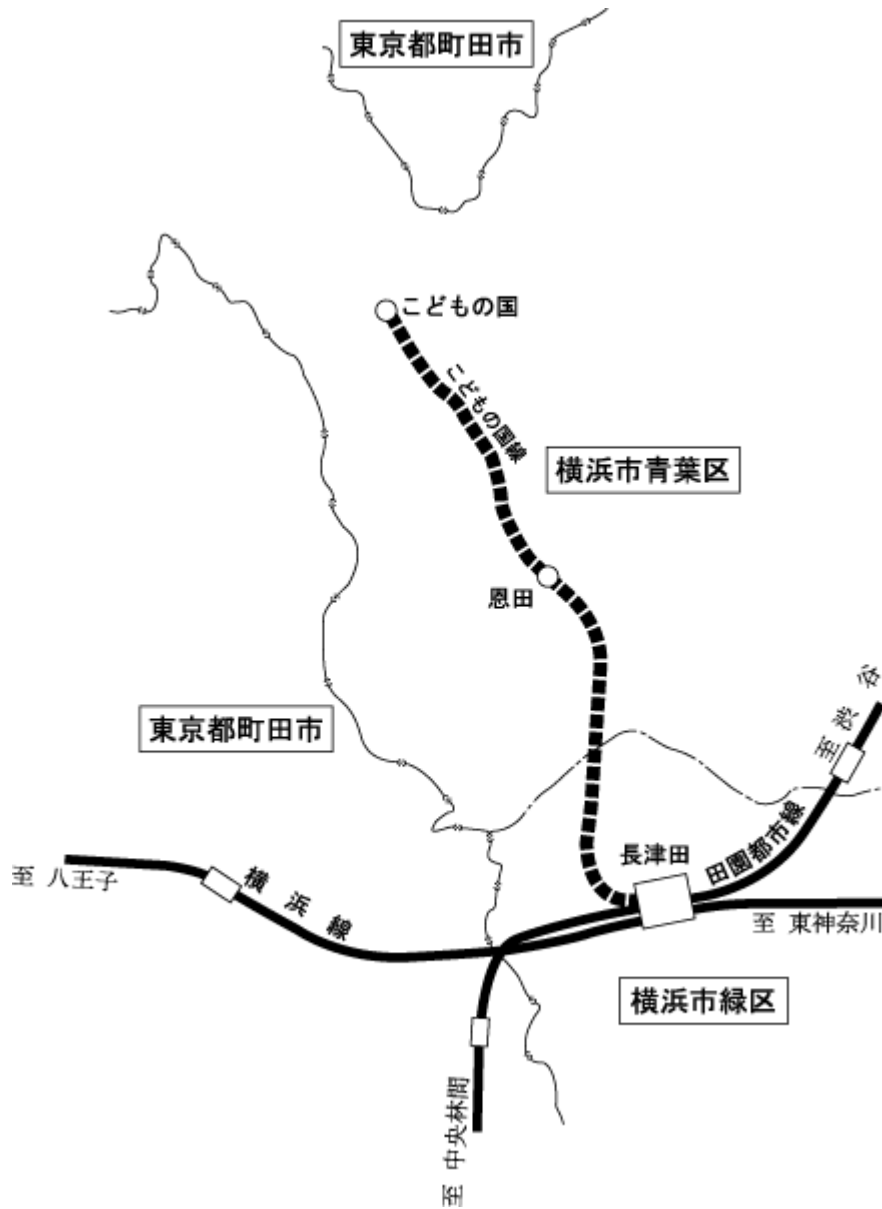 東京都町田市
こどもの国
こどもの国線
横浜市青葉区
恩田
至 渋谷
東京都町田市
田園都市線
長津田
至 八王子
横浜線
至 東神奈川
横浜市緑区
至 中央林間